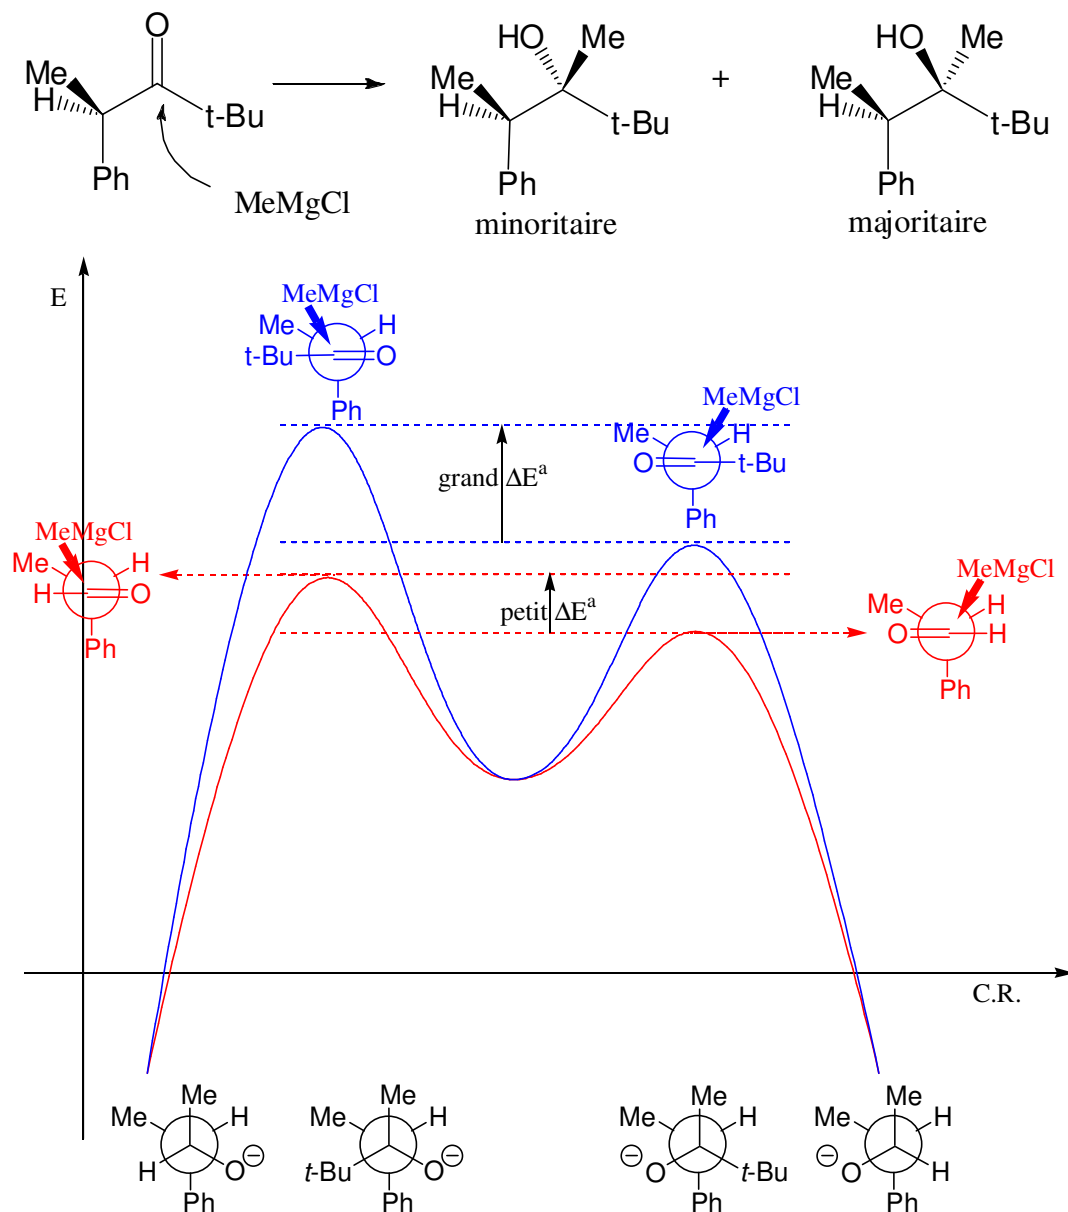 O
Me
H
t-Bu
Ph
MeMgCl
HO
Me
Me
H
t-Bu
Ph
minoritaire
+
HO
Me
Me
H
t-Bu
Ph
majoritaire
E
MeMgCl
Me
H
t-Bu
O
Ph
MeMgCl
Me
H
O
t-Bu
Ph
grand ΔEᵃ
MeMgCl
Me
H
H
O
Ph
petit ΔEᵃ
MeMgCl
Me
H
O
H
Ph
C.R.
Me
Me
H
H
O⊖
Ph
Me
Me
H
t-Bu
O⊖
Ph
Me
Me
H
⊖
O
t-Bu
Ph
Me
Me
H
⊖
O
H
Ph